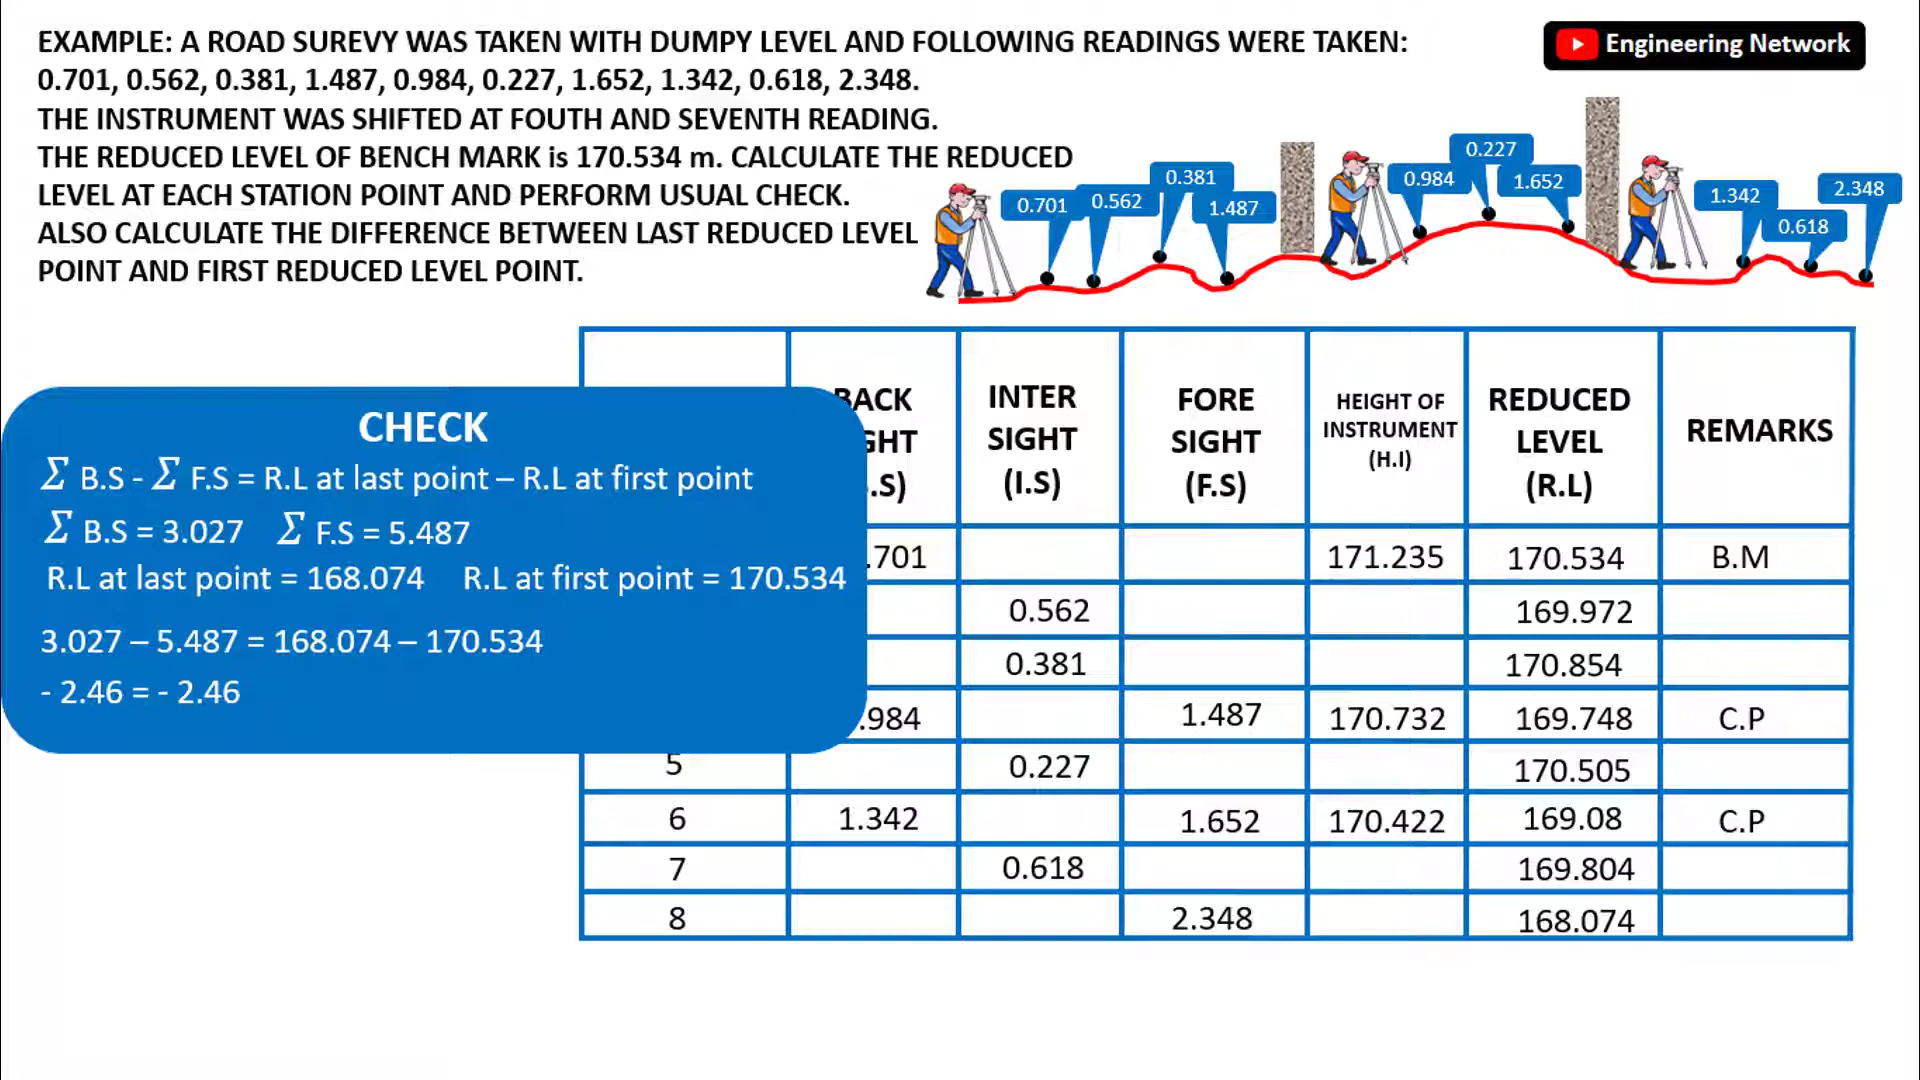 EXAMPLE: A ROAD SUREVY WAS TAKEN WITH DUMPY LEVEL AND FOLLOWING READINGS WERE TAKEN:
0.701, 0.562, 0.381, 1.487, 0.984, 0.227, 1.652, 1.342, 0.618, 2.348.
THE INSTRUMENT WAS SHIFTED AT FOUTH AND SEVENTH READING.
THE REDUCED LEVEL OF BENCH MARK is 170.534 m. CALCULATE THE REDUCED
LEVEL AT EACH STATION POINT AND PERFORM USUAL CHECK.
ALSO CALCULATE THE DIFFERENCE BETWEEN LAST REDUCED LEVEL
POINT AND FIRST REDUCED LEVEL POINT.
Engineering Network
0.701 0.562 0.381 1.487 0.984 0.227 1.652 1.342 0.618 2.348
CHECK
Σ B.S - Σ F.S = R.L at last point – R.L at first point
Σ B.S = 3.027 Σ F.S = 5.487
R.L at last point = 168.074 R.L at first point = 170.534
3.027 – 5.487 = 168.074 – 170.534
- 2.46 = - 2.46
BACK
GHT
.S)
INTER
SIGHT
(I.S)
FORE
SIGHT
(F.S)
HEIGHT OF
INSTRUMENT
(H.I)
REDUCED
LEVEL
(R.L)
REMARKS
.701 171.235 170.534 B.M
0.562 169.972
0.381 170.854
.984 1.487 170.732 169.748 C.P
5 0.227 170.505
6 1.342 1.652 170.422 169.08 C.P
7 0.618 169.804
8 2.348 168.074